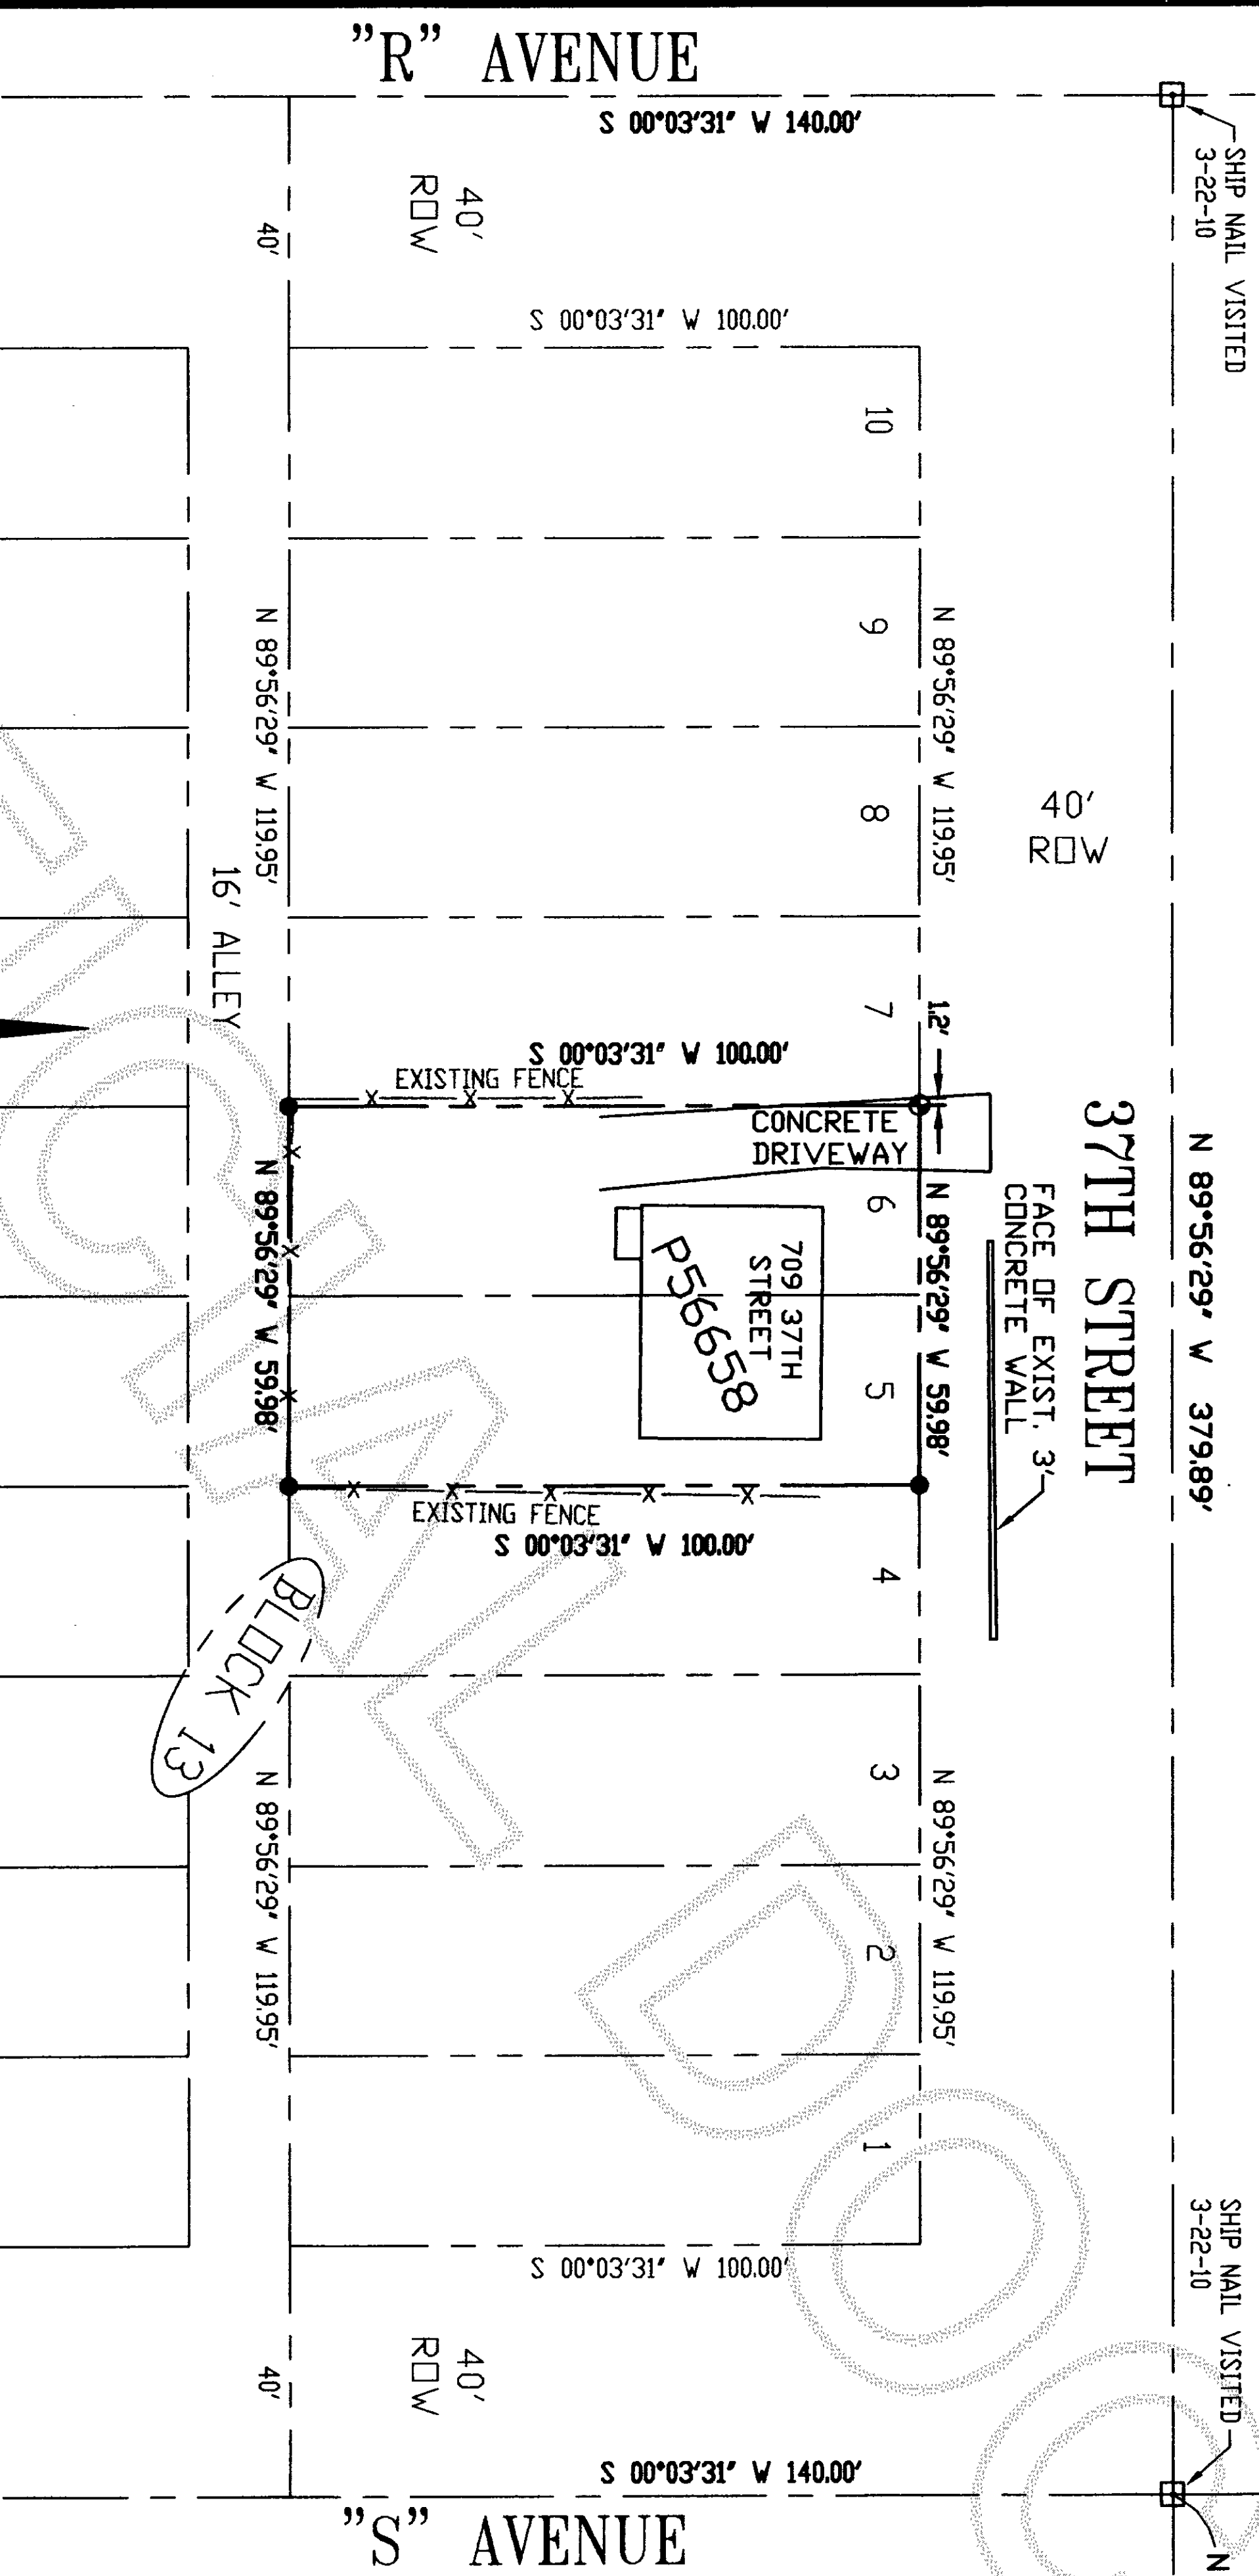 "R" AVENUE
S 00°03'31" W 140.00'
SHIP NAIL VISITED
3-22-10
40'
ROW
40'
S 00°03'31" W 100.00'
10
9
8
7
N 89°56'29" W 119.95'
N 89°56'29" W 119.95'
40'
ROW
16' ALLEY
1.2'
S 00°03'31" W 100.00'
EXISTING FENCE
CONCRETE
DRIVEWAY
37TH STREET
N 89°56'29" W 379.89'
FACE OF EXIST. 3'
CONCRETE WALL
6
5
N 89°56'29" W 59.98'
709 37TH
STREET
P56658
N 89°56'29" W 59.98'
EXISTING FENCE
S 00°03'31" W 100.00'
BLOCK 13
4
3
2
1
N 89°56'29" W 119.95'
N 89°56'29" W 119.95'
S 00°03'31" W 100.00'
40'
ROW
40'
SHIP NAIL VISITED
3-22-10
S 00°03'31" W 140.00'
"S" AVENUE
N